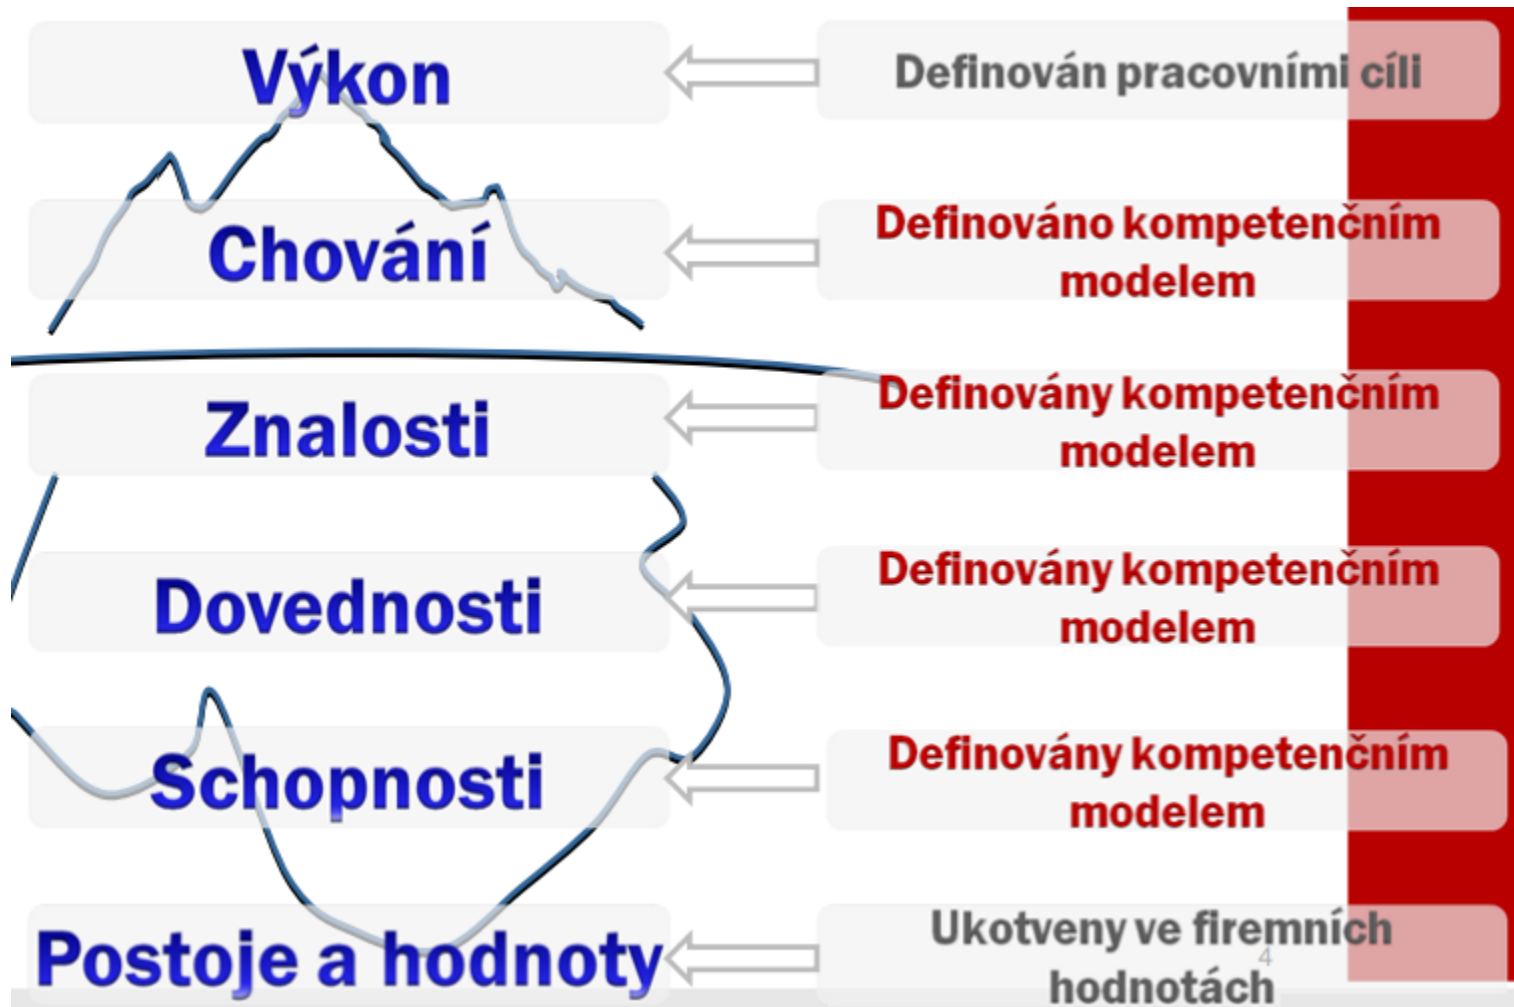 Výkon
Definován pracovními cíli
Chování
Definováno kompetenčním
modelem
Znalosti
Definovány kompetenčním
modelem
Dovednosti
Definovány kompetenčním
modelem
Schopnosti
Definovány kompetenčním
modelem
Postoje a hodnoty
Ukotveny ve firemních
hodnotách
4